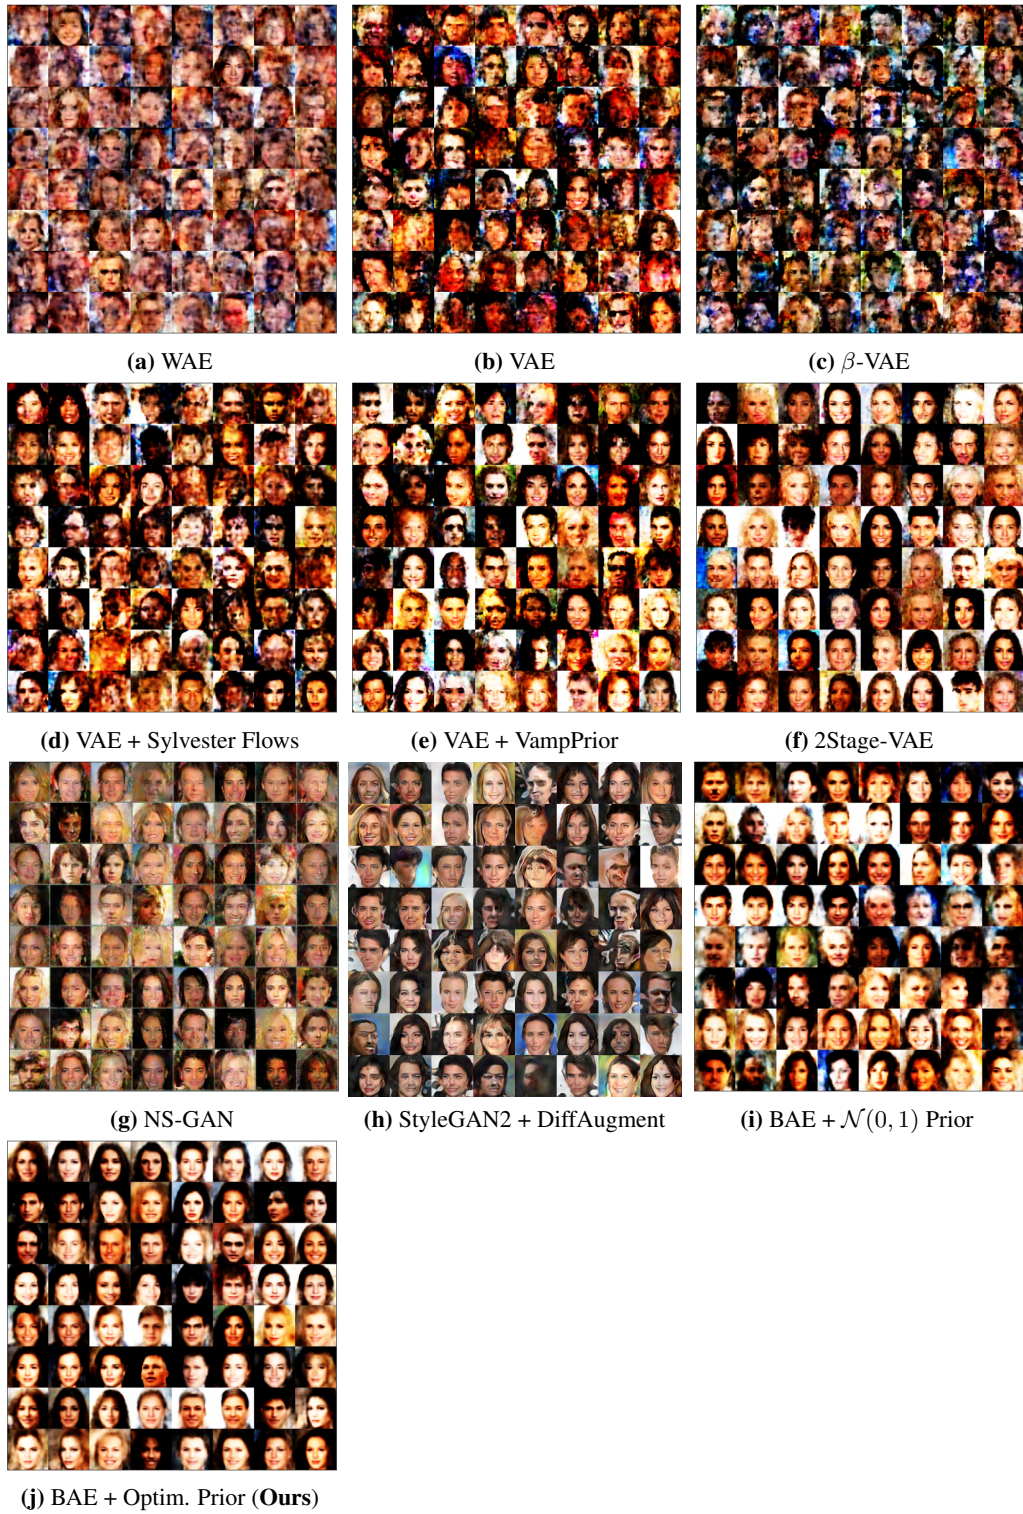 (a) WAE
(b) VAE
(c) β-VAE
(d) VAE + Sylvester Flows
(e) VAE + VampPrior
(f) 2Stage-VAE
(g) NS-GAN
(h) StyleGAN2 + DiffAugment
(i) BAE + 𝒩(0, 1) Prior
(j) BAE + Optim. Prior (Ours)